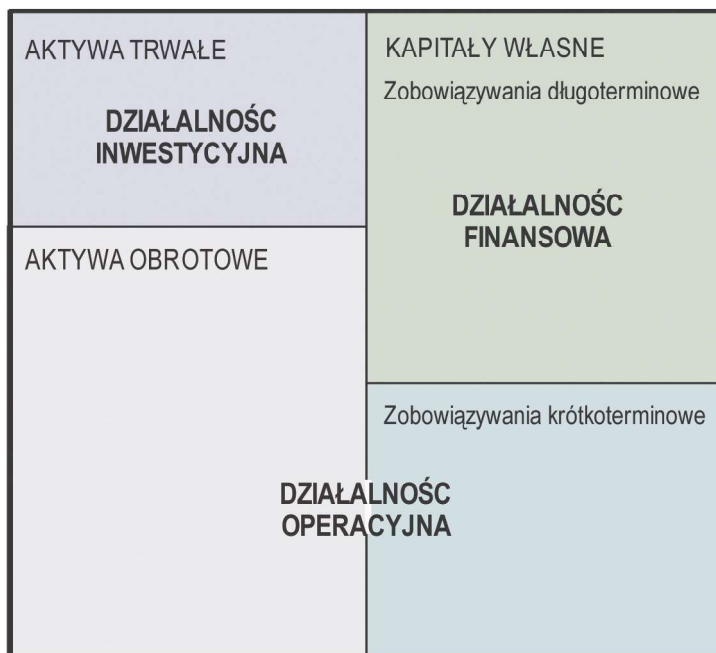 AKTYWA TRWAŁE
DZIAŁALNOŚC
INWESTYCYJNA
KAPITAŁY WŁASNE
Zobowiązywania długoterminowe
DZIAŁALNOŚC
FINANSOWA
AKTYWA OBROTOWE
Zobowiązywania krótkoterminowe
DZIAŁALNOŚC
OPERACYJNA